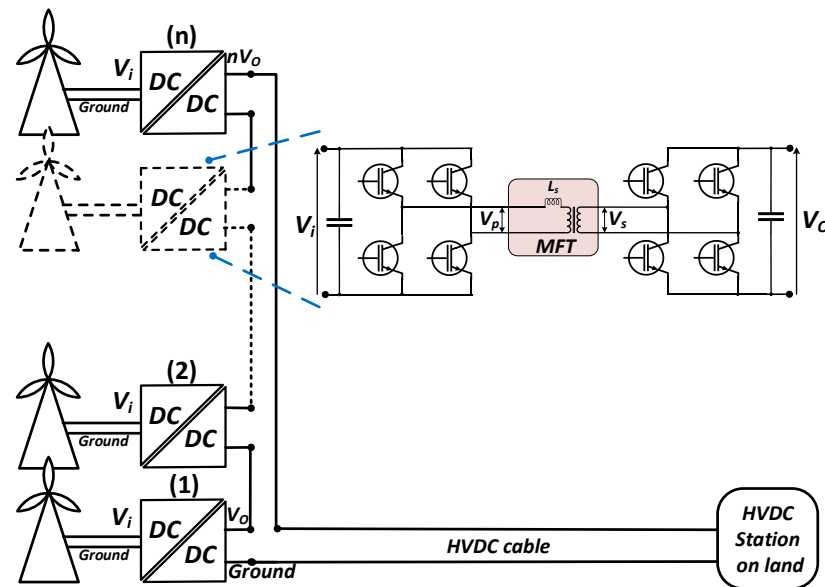 (n)
V_i
DC
DC
nV_O
Ground
DC
DC
V_i
V_p
L_s
MFT
V_s
V_O
(2)
V_i
DC
DC
Ground
(1)
V_i
DC
DC
V_O
Ground
Ground
HVDC cable
HVDC
Station
on land